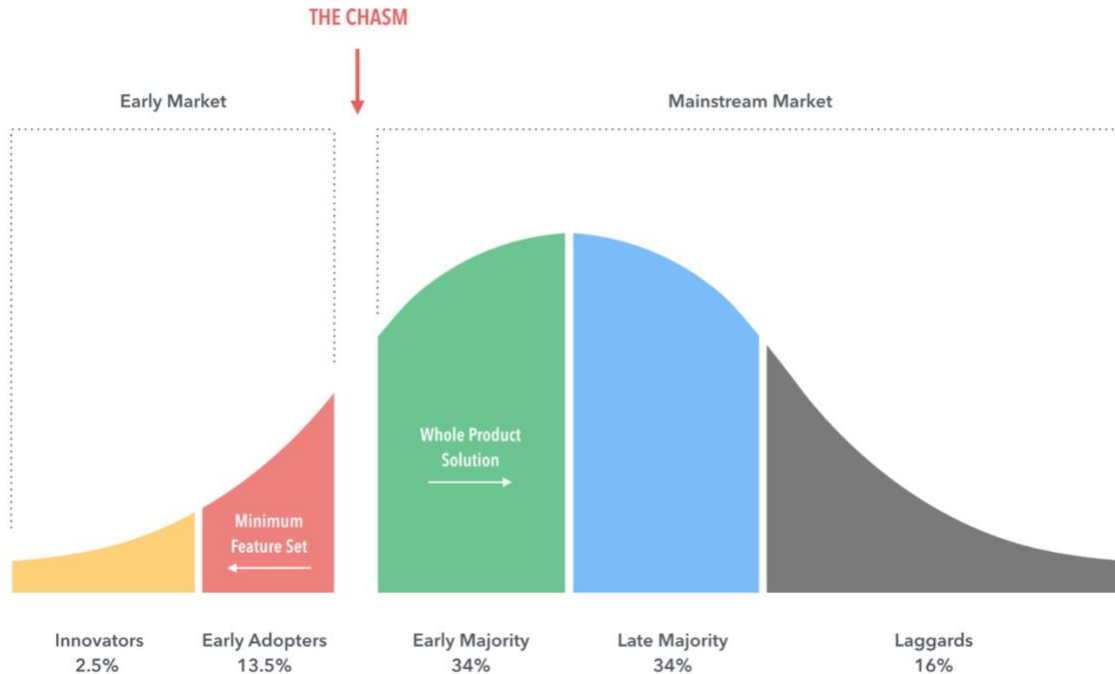 THE CHASM
Early Market
Mainstream Market
Whole Product
Solution
Minimum
Feature Set
Innovators
2.5%
Early Adopters
13.5%
Early Majority
34%
Late Majority
34%
Laggards
16%